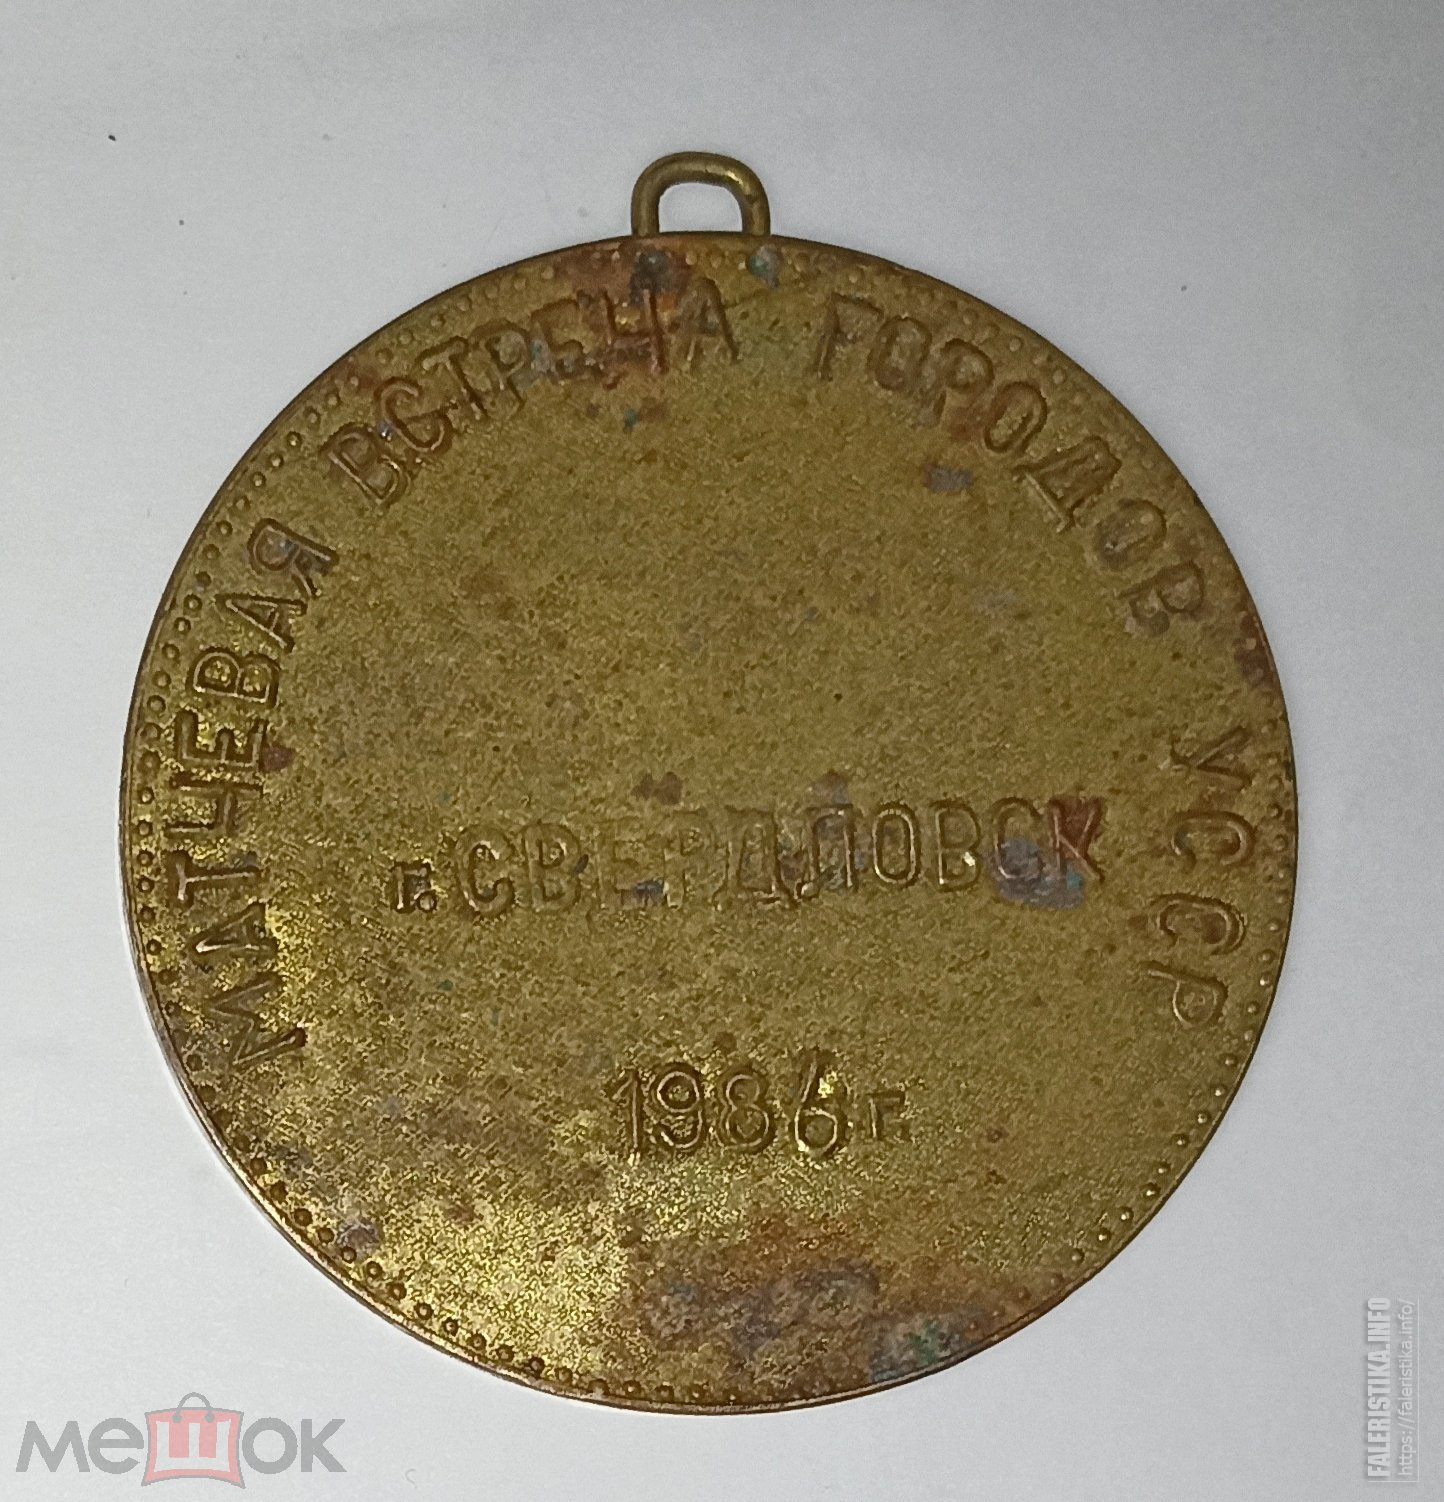 МАТЧЕВАЯ ВСТРЕЧА ГОРОДОВ УССР
г. СВЕРДЛОВСК
1986 г.
мешок
FALERISTIKA.INFO
https://faleristika.info/